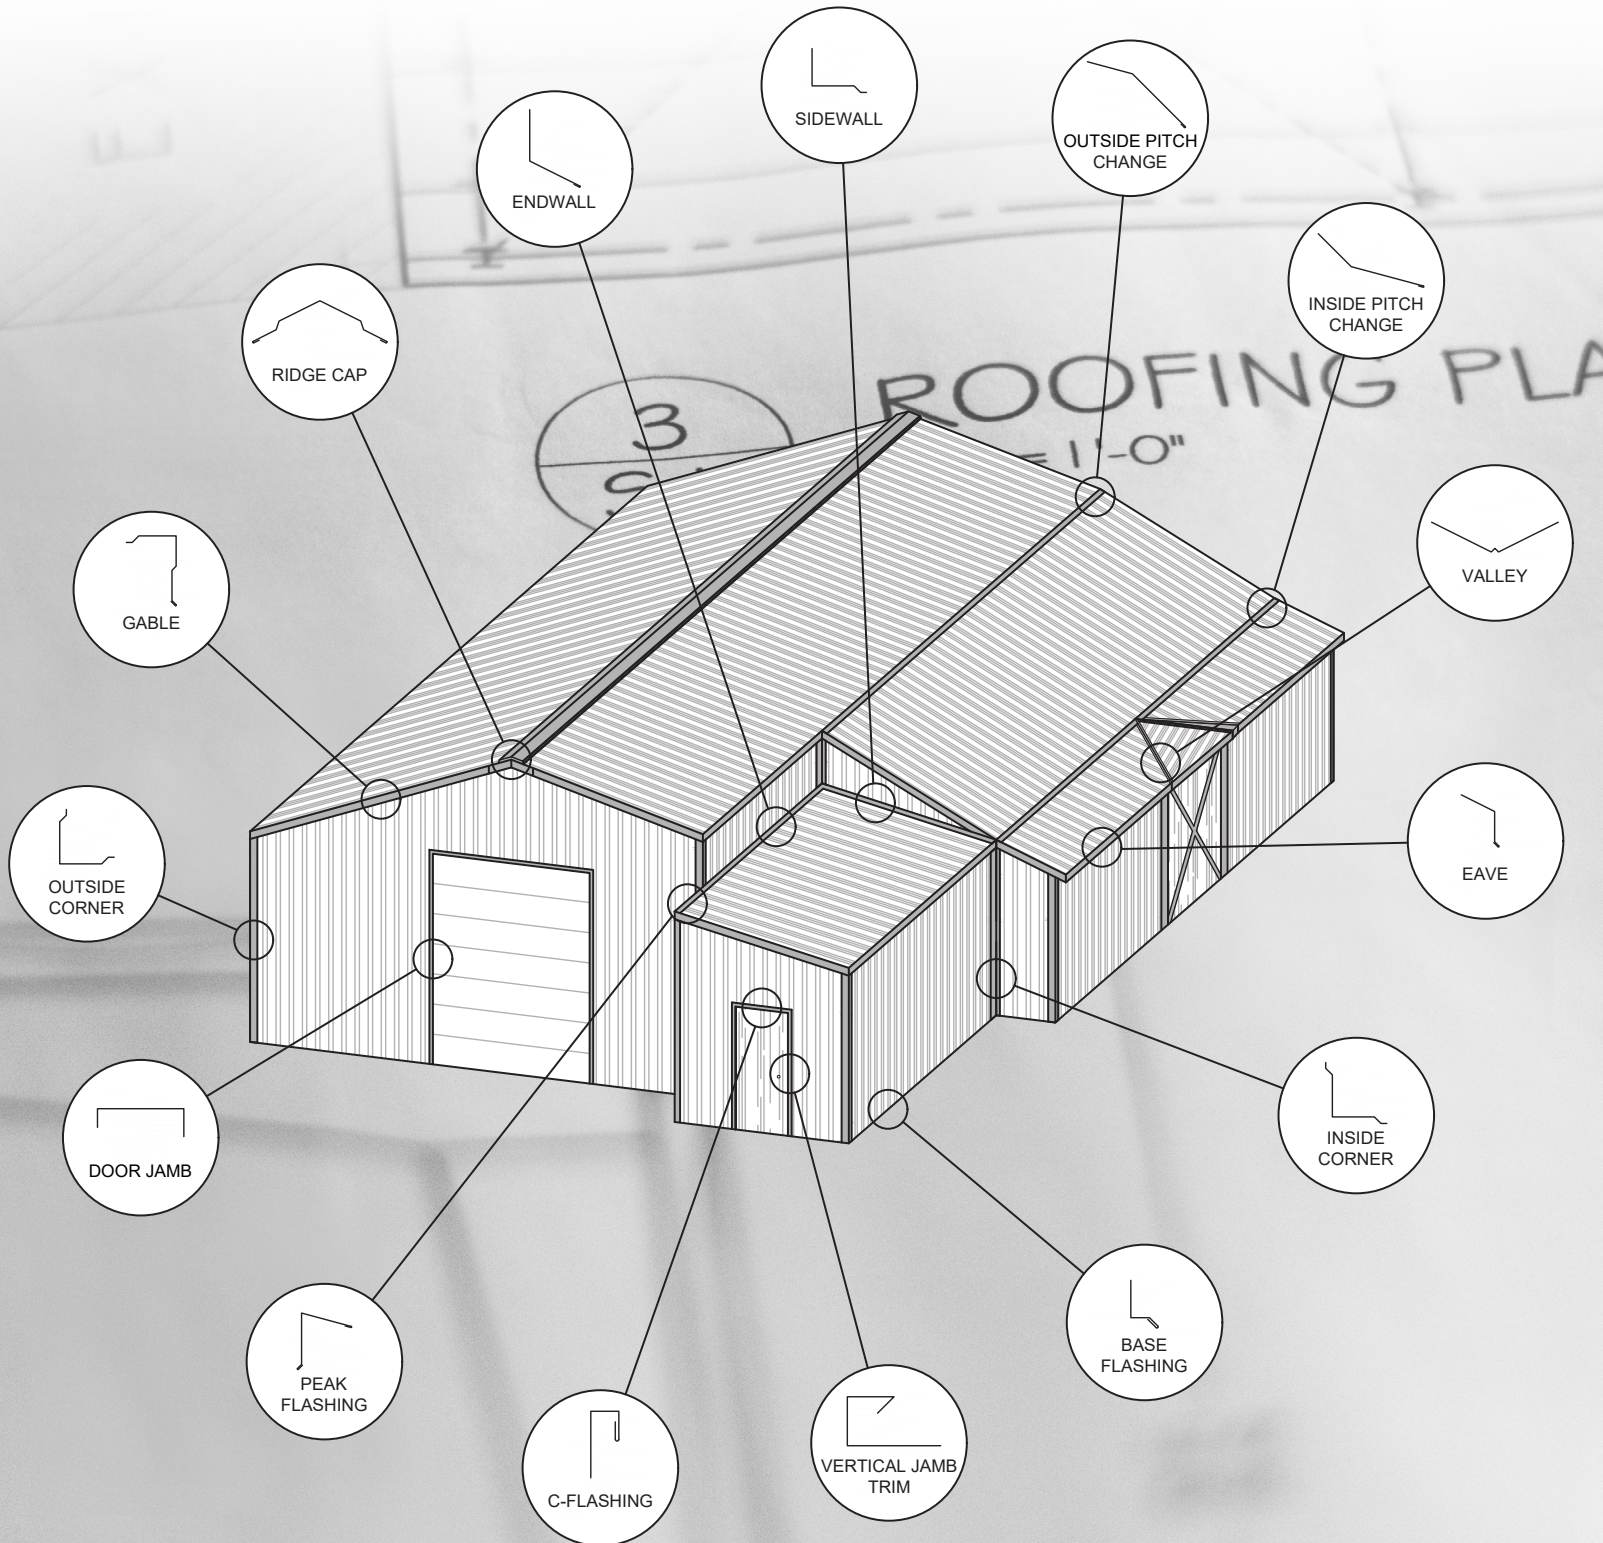 SIDEWALL
OUTSIDE PITCH
CHANGE
ENDWALL
INSIDE PITCH
CHANGE
RIDGE CAP
3
ROOFING PLA
= 1'-0"
VALLEY
GABLE
OUTSIDE
CORNER
EAVE
DOOR JAMB
INSIDE
CORNER
BASE
FLASHING
PEAK
FLASHING
C-FLASHING
VERTICAL JAMB
TRIM